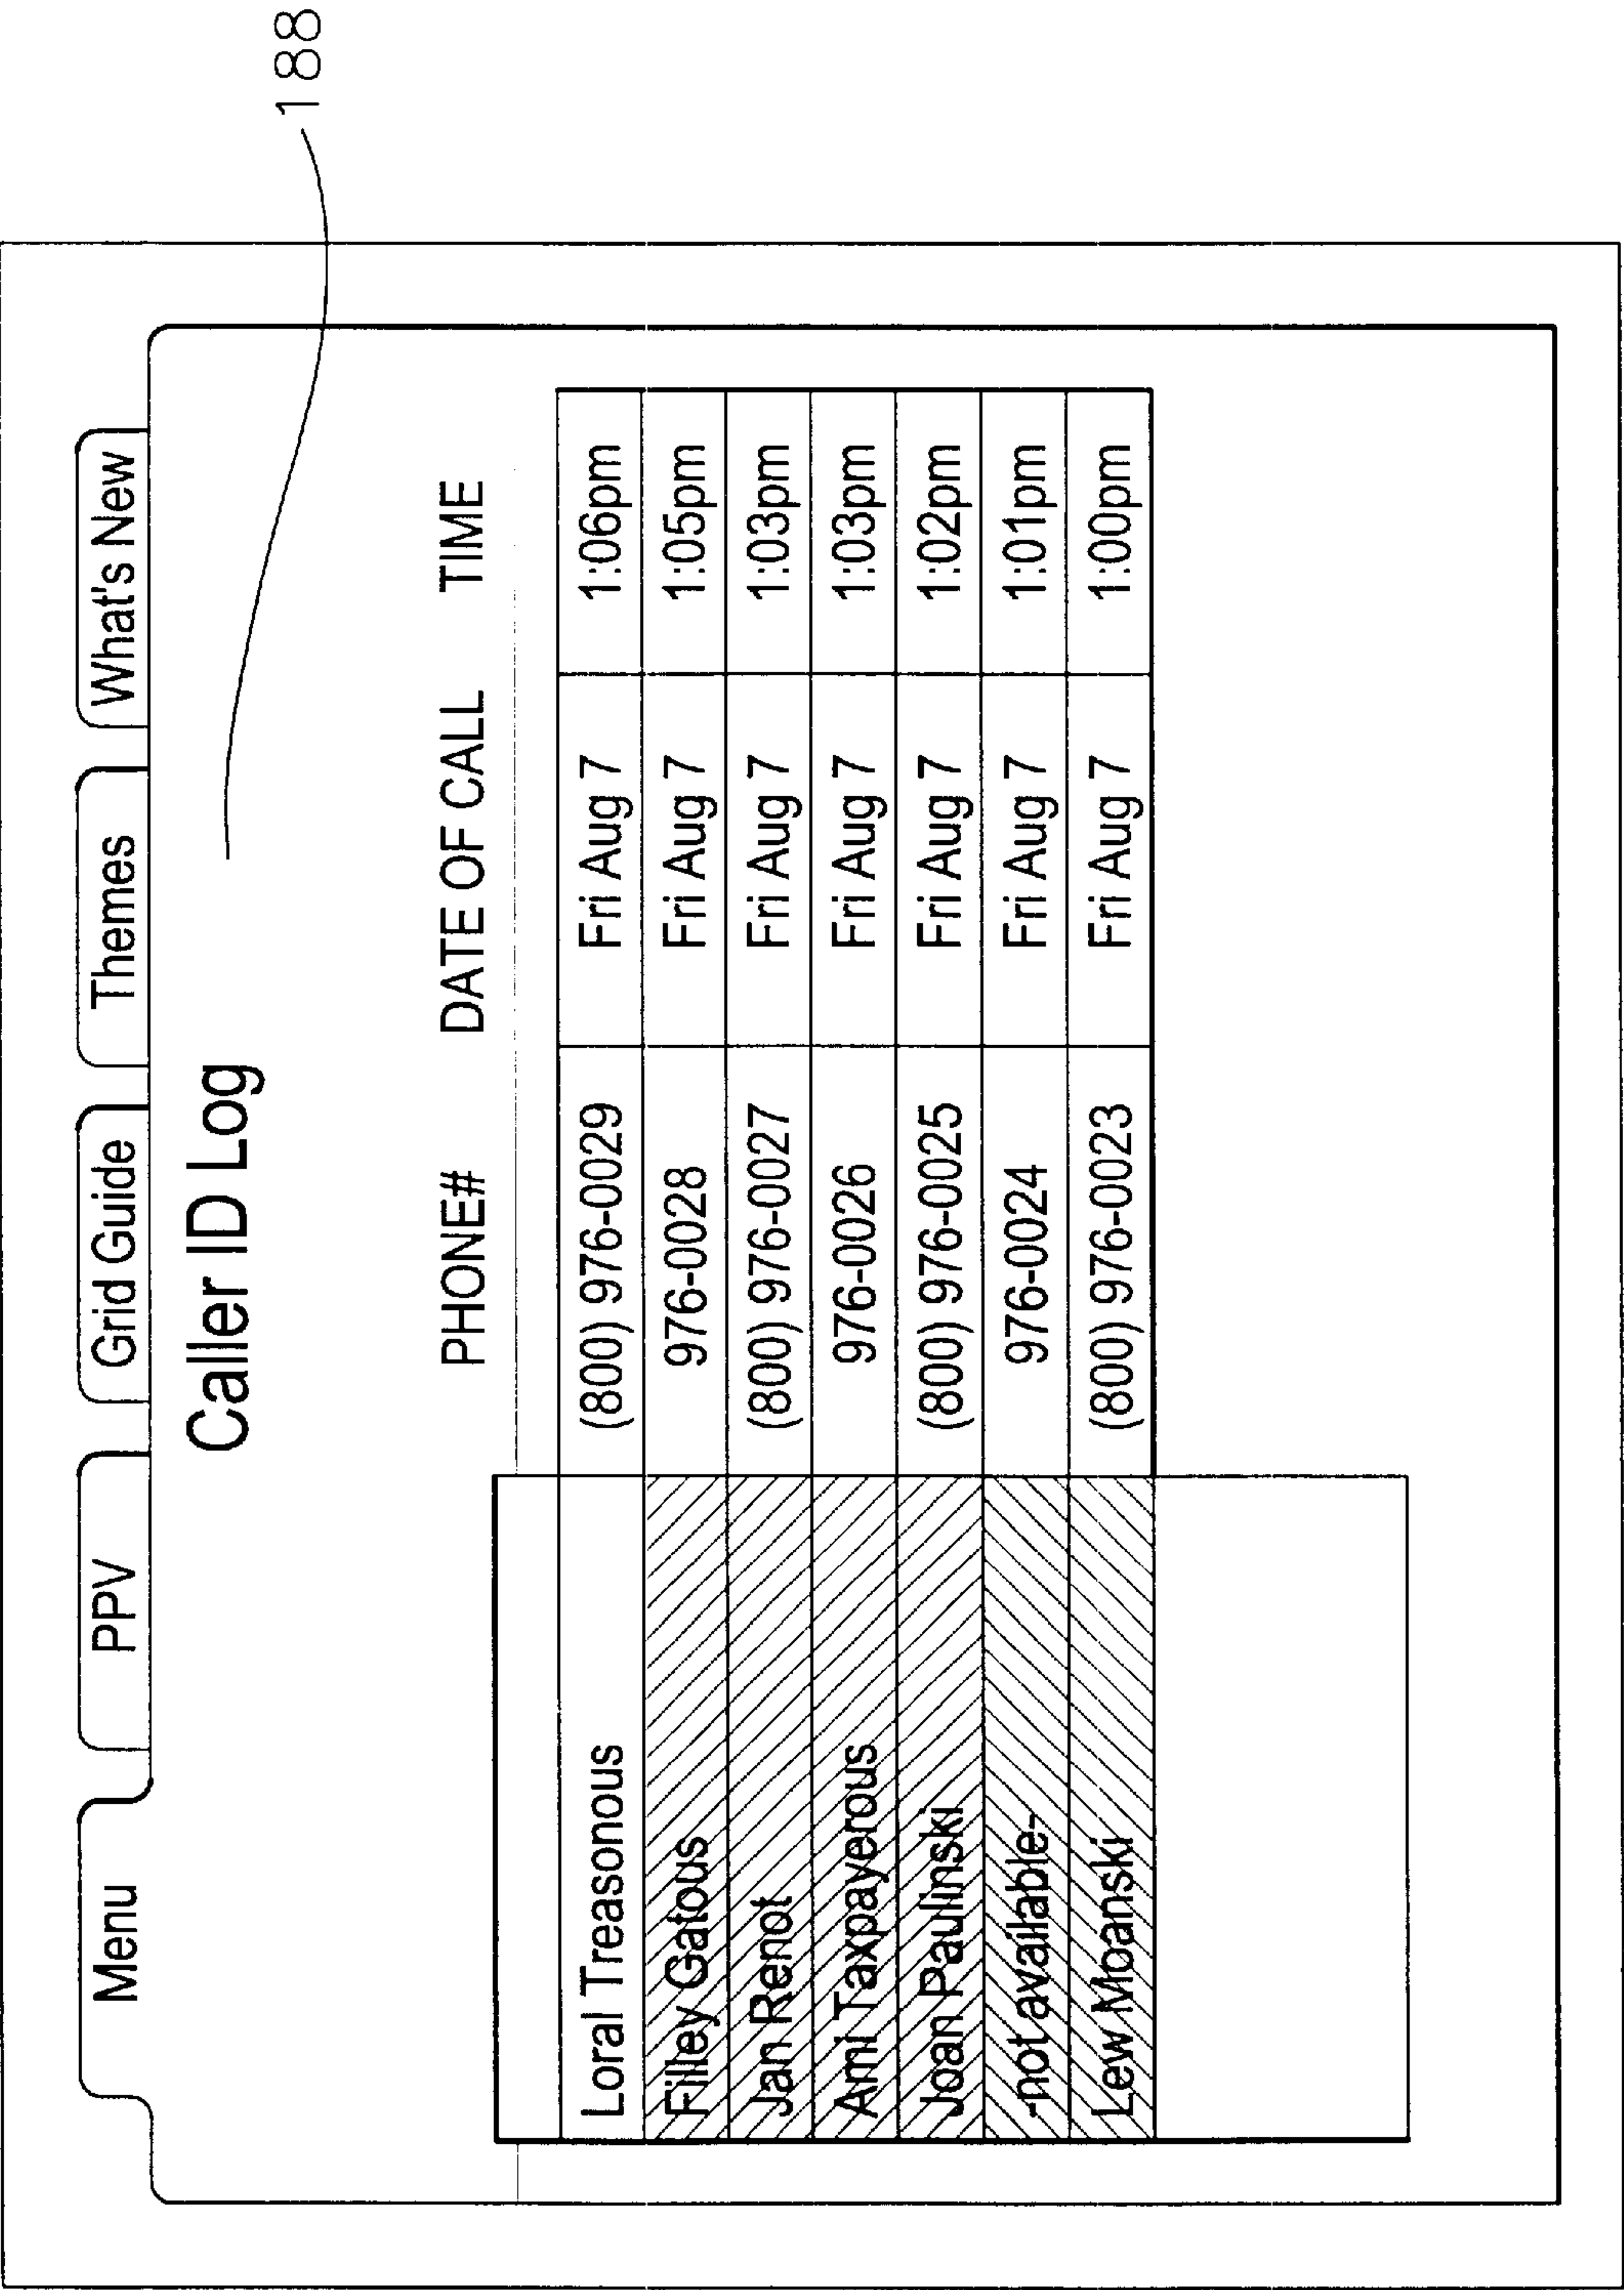 188
Menu PPV Grid Guide Themes What's New
Caller ID Log
PHONE# DATE OF CALL TIME
Loral Treasonous (800) 976-0029 Fri Aug 7 1:06pm
Filley Gatous 976-0028 Fri Aug 7 1:05pm
Jan Renot (800) 976-0027 Fri Aug 7 1:03pm
Ami Taxpayerous 976-0026 Fri Aug 7 1:03pm
Joan Paulinski (800) 976-0025 Fri Aug 7 1:02pm
-not available- 976-0024 Fri Aug 7 1:01pm
Lew Moanski (800) 976-0023 Fri Aug 7 1:00pm